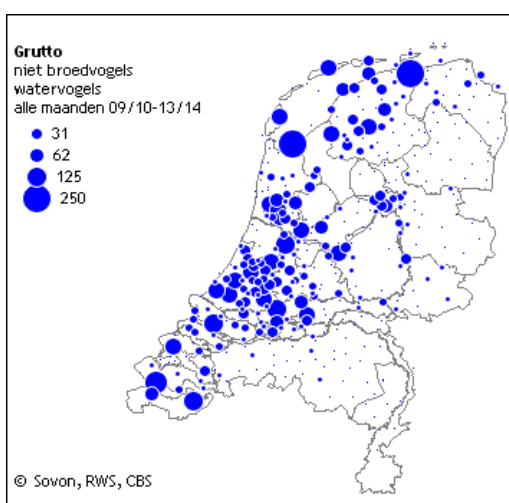 Grutto
niet broedvogels
watervogels
alle maanden 09/10-13/14
31
62
125
250
© Sovon, RWS, CBS